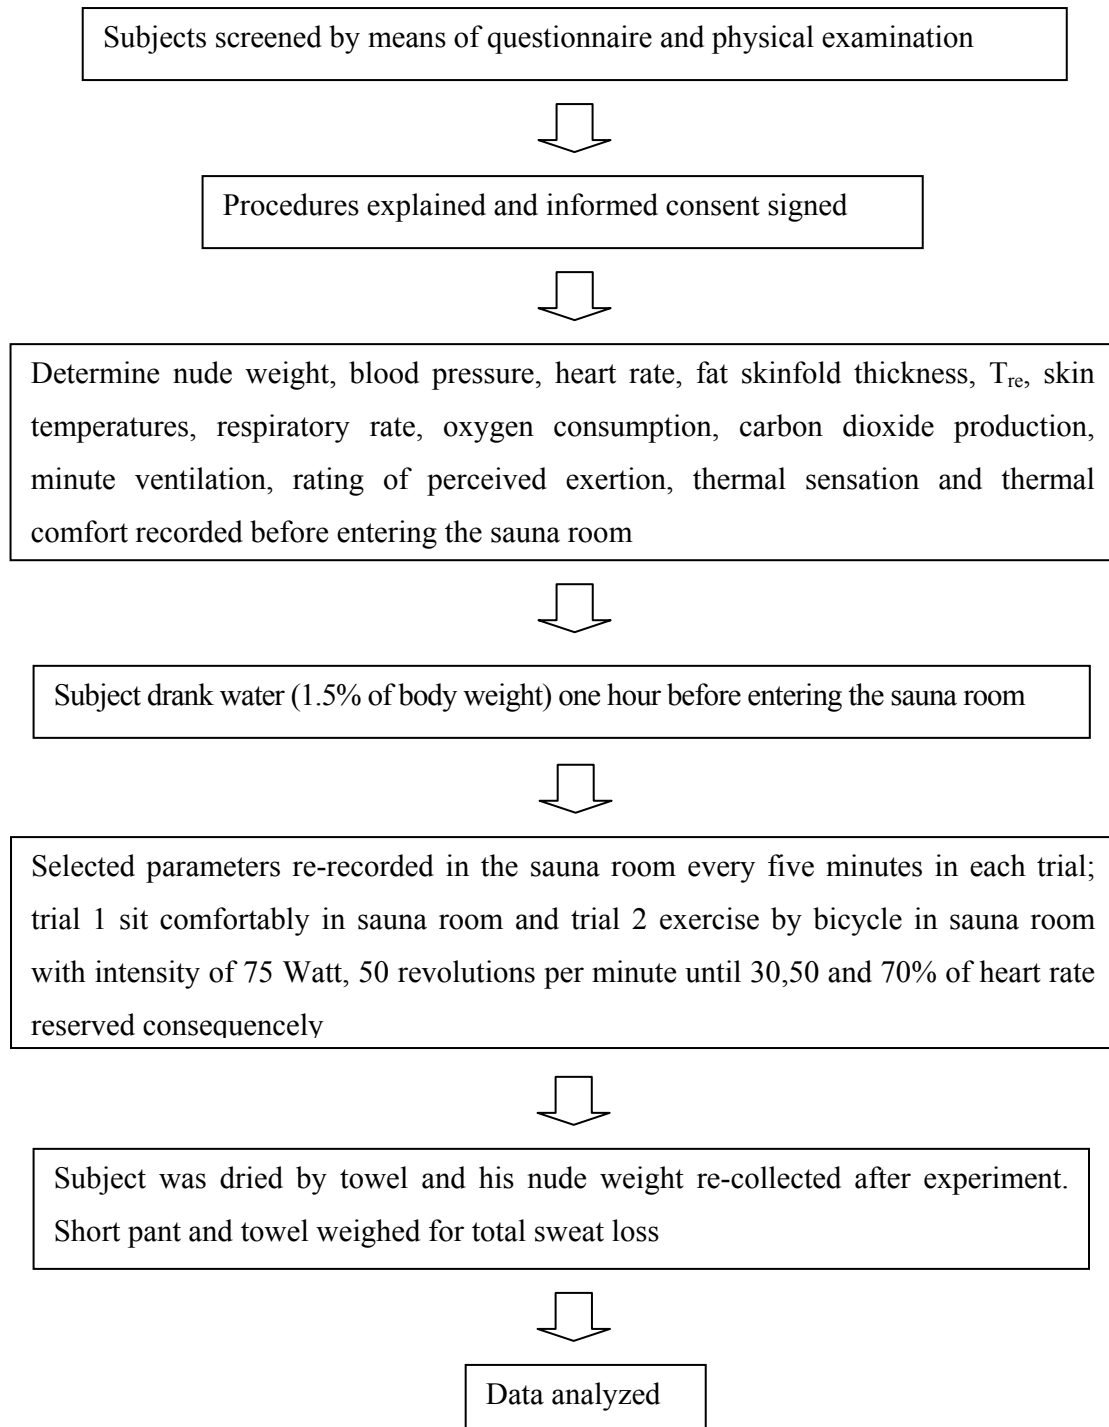 Subjects screened by means of questionnaire and physical examination
Procedures explained and informed consent signed
Determine nude weight, blood pressure, heart rate, fat skinfold thickness, Tre, skin
temperatures, respiratory rate, oxygen consumption, carbon dioxide production,
minute ventilation, rating of perceived exertion, thermal sensation and thermal
comfort recorded before entering the sauna room
Subject drank water (1.5% of body weight) one hour before entering the sauna room
Selected parameters re-recorded in the sauna room every five minutes in each trial;
trial 1 sit comfortably in sauna room and trial 2 exercise by bicycle in sauna room
with intensity of 75 Watt, 50 revolutions per minute until 30,50 and 70% of heart rate
reserved consequencely
Subject was dried by towel and his nude weight re-collected after experiment.
Short pant and towel weighed for total sweat loss
Data analyzed